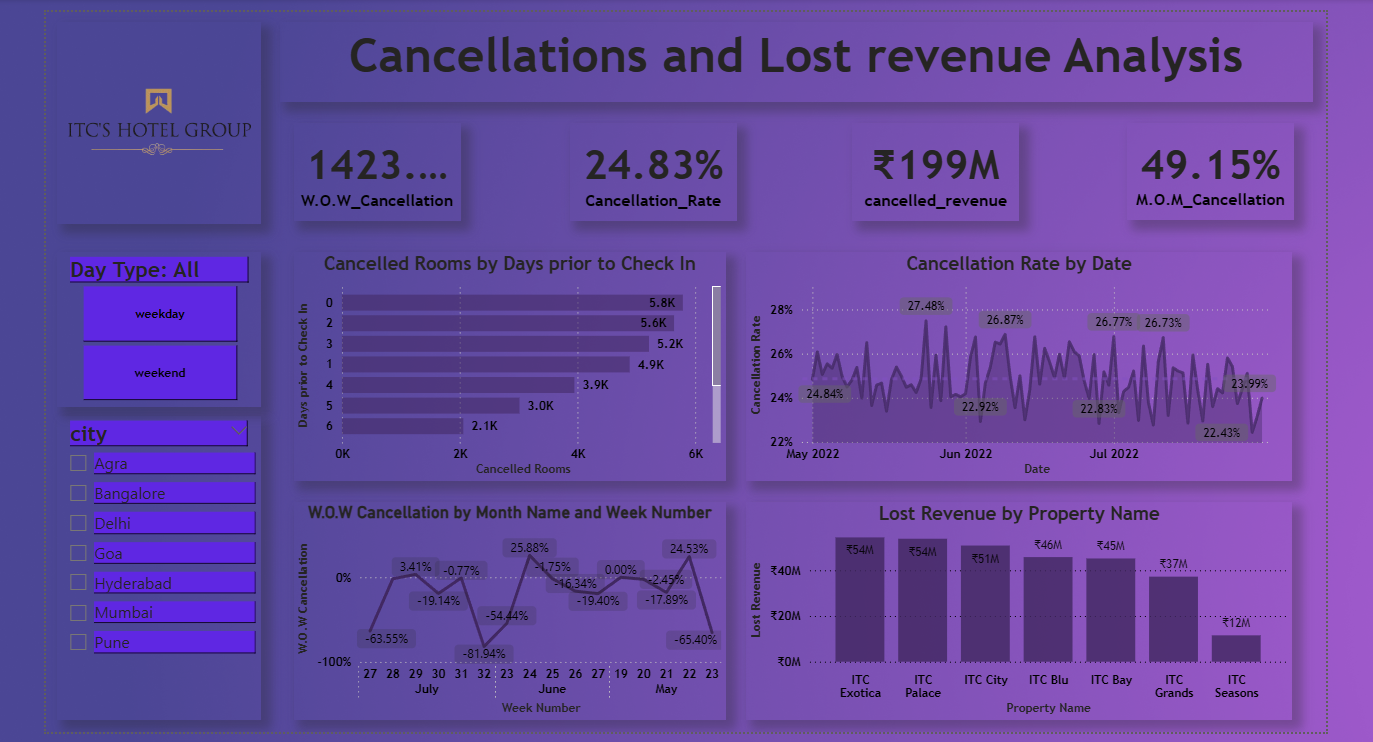 Cancellations and Lost revenue Analysis
ITC'S HOTEL GROUP
1423.…
W.O.W_Cancellation
24.83%
Cancellation_Rate
₹199M
cancelled_revenue
49.15%
M.O.M_Cancellation
Day Type: All
weekday
weekend
city
Agra
Bangalore
Delhi
Goa
Hyderabad
Mumbai
Pune
Cancelled Rooms by Days prior to Check In
Days prior to Check In
0 5.8K
2 5.6K
3 5.2K
1 4.9K
4 3.9K
5 3.0K
6 2.1K
0K 2K 4K 6K
Cancelled Rooms
Cancellation Rate by Date
Cancellation Rate
28%
26%
24%
22%
27.48% 26.87% 26.77% 26.73%
24.84% 22.92% 22.83% 23.99%
22.43%
May 2022 Jun 2022 Jul 2022
Date
W.O.W Cancellation by Month Name and Week Number
W.O.W Cancellation
0%
-100%
-63.55% 3.41% -19.14% -0.77% -81.94% -54.44% 25.88% -1.75% -16.34% -19.40% 0.00% -2.45% -17.89% 24.53% -65.40%
27 28 29 30 31 32 23 24 25 26 27 19 20 21 22 23
July June May
Week Number
Lost Revenue by Property Name
Lost Revenue
₹40M
₹20M
₹0M
₹54M ₹54M ₹51M ₹46M ₹45M ₹37M ₹12M
ITC Exotica
ITC Palace
ITC City
ITC Blu
ITC Bay
ITC Grands
ITC Seasons
Property Name